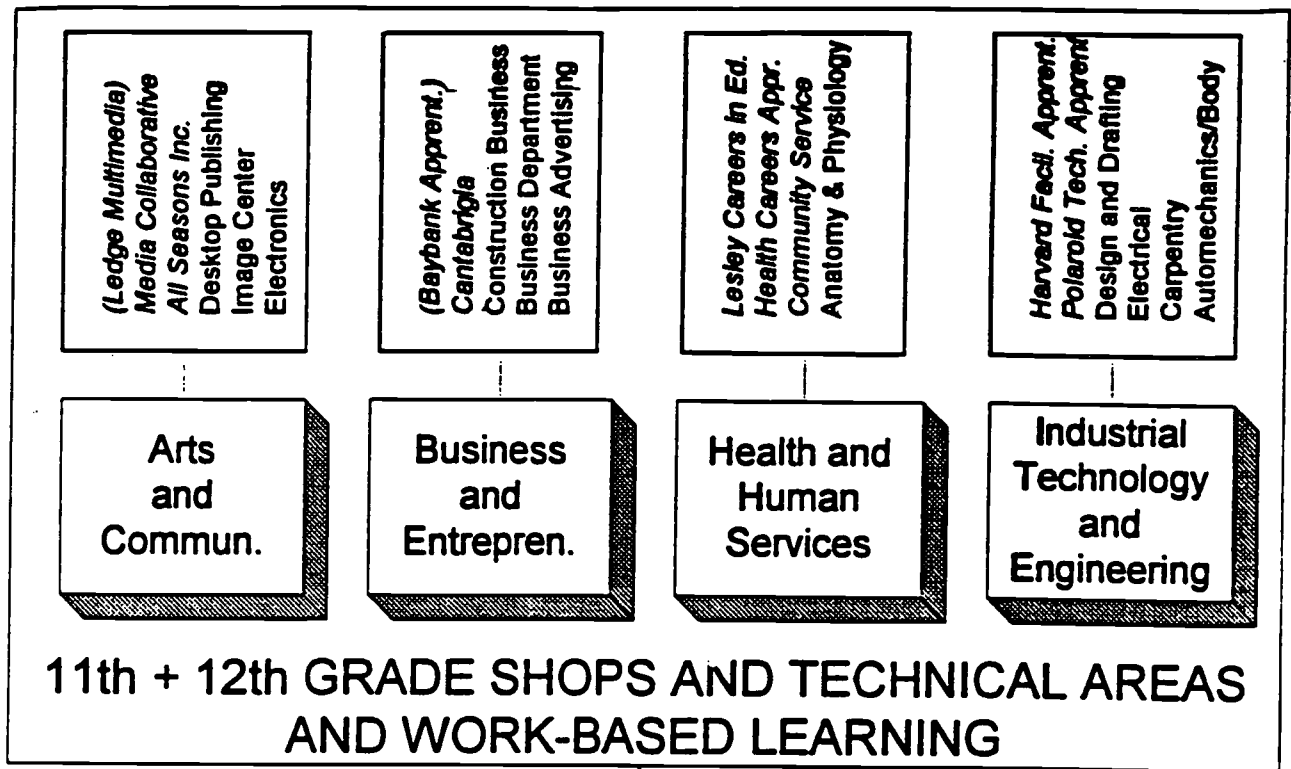 (Ledge Multimedia)
Media Collaborative
All Seasons Inc.
Desktop Publishing
Image Center
Electronics
(Baybank Apprent.)
Cantabrigia
Construction Business
Business Department
Business Advertising
Lesley Careers in Ed.
Health Careers Appr.
Community Service
Anatomy & Physiology
Harvard Facil. Apprent.
Polaroid Tech. Apprent
Design and Drafting
Electrical
Carpentry
Automechanics/Body
Arts
and
Commun.
Business
and
Entrepren.
Health and
Human
Services
Industrial
Technology
and
Engineering
11th + 12th GRADE SHOPS AND TECHNICAL AREAS
AND WORK-BASED LEARNING